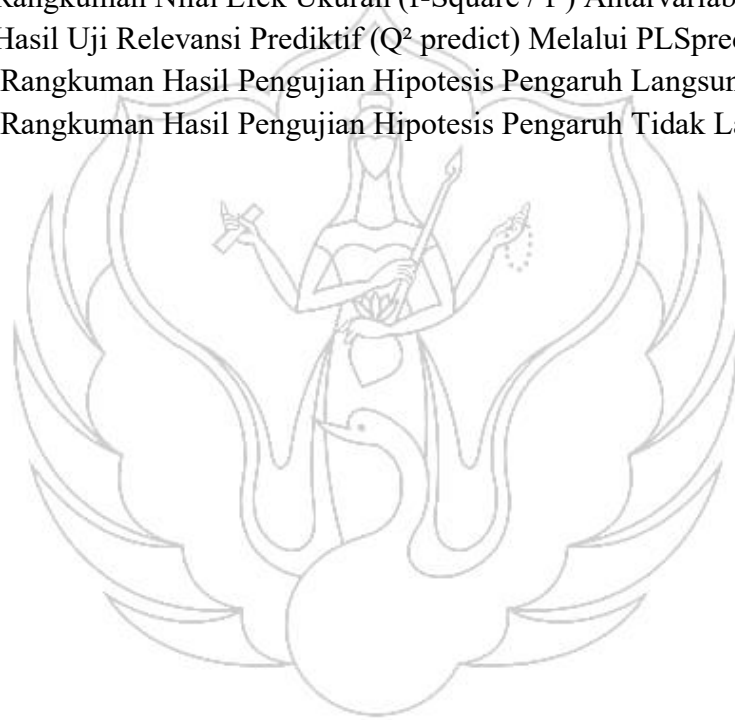 Rangkuman Nilai Efek Ukuran (f-Square / f²) Antarvariab
Hasil Uji Relevansi Prediktif (Q² predict) Melalui PLSpred
Rangkuman Hasil Pengujian Hipotesis Pengaruh Langsun
Rangkuman Hasil Pengujian Hipotesis Pengaruh Tidak La